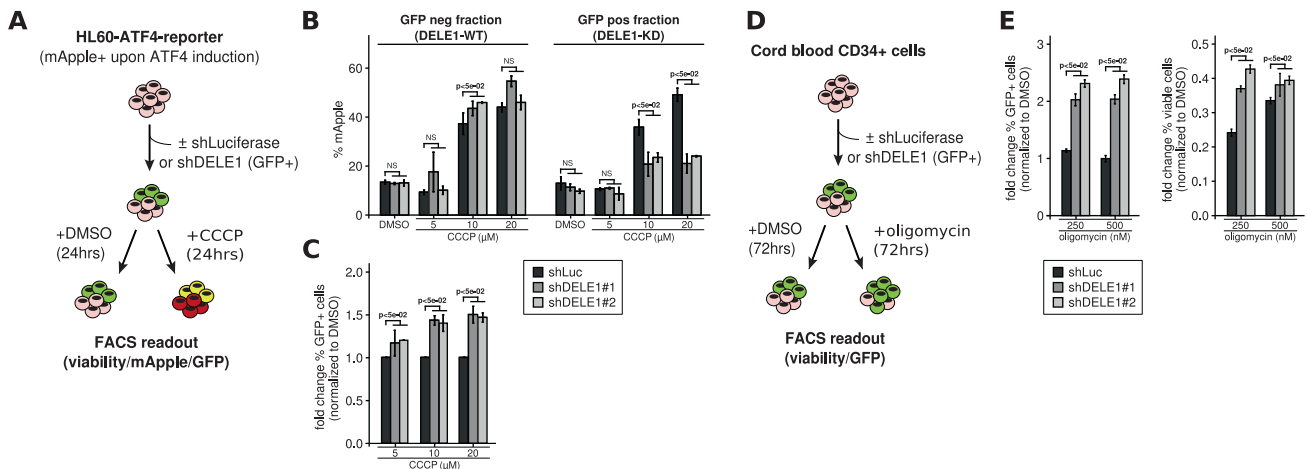 A
HL60-ATF4-reporter
(mApple+ upon ATF4 induction)
± shLuciferase
or shDELE1 (GFP+)
+DMSO
(24hrs)
+CCCP
(24hrs)
FACS readout
(viability/mApple/GFP)
B
GFP neg fraction
(DELE1-WT)
GFP pos fraction
(DELE1-KD)
% mApple
60
40
20
0
NS
NS
p<5e-02
NS
NS
NS
p<5e-02
p<5e-02
DMSO
5
10
20
CCCP (µM)
DMSO
5
10
20
CCCP (µM)
C
fold change % GFP+ cells
(normalized to DMSO)
2.0
1.5
1.0
0.5
0.0
p<5e-02
p<5e-02
p<5e-02
5
10
20
CCCP (µM)
shLuc
shDELE1#1
shDELE1#2
D
Cord blood CD34+ cells
± shLuciferase
or shDELE1 (GFP+)
+DMSO
(72hrs)
+oligomycin
(72hrs)
FACS readout
(viability/GFP)
E
fold change % GFP+ cells
(normalized to DMSO)
3
2
1
0
p<5e-02
p<5e-02
250
500
oligomycin (nM)
fold change % viable cells
(normalized to DMSO)
0.5
0.4
0.3
0.2
0.1
0.0
p<5e-02
p<5e-02
250
500
oligomycin (nM)
shLuc
shDELE1#1
shDELE1#2